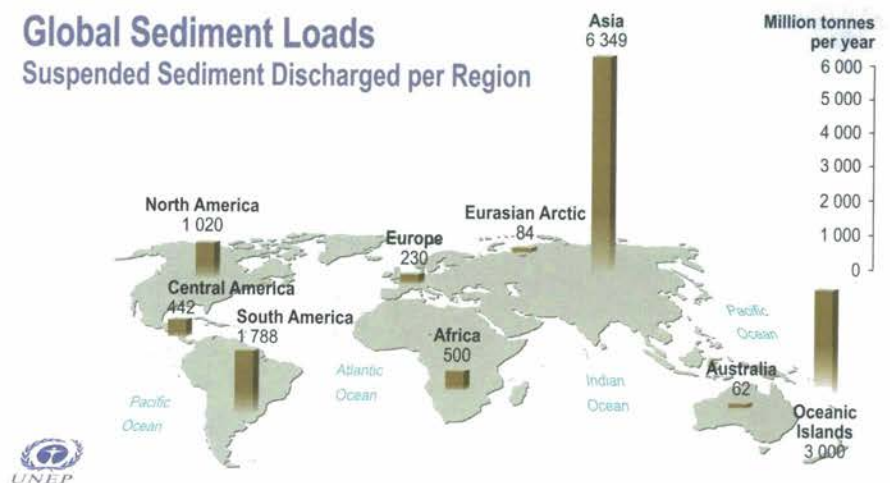 Global Sediment Loads
Suspended Sediment Discharged per Region
Asia
6 349
Million tonnes
per year
6 000
5 000
4 000
3 000
2 000
1 000
0
North America
1 020
Eurasian Arctic
84
Europe
230
Central America
442
South America
1 788
Africa
500
Pacific
Ocean
Atlantic
Ocean
Indian
Ocean
Australia
62
Pacific
Ocean
Oceanic
Islands
3 000
UNEP